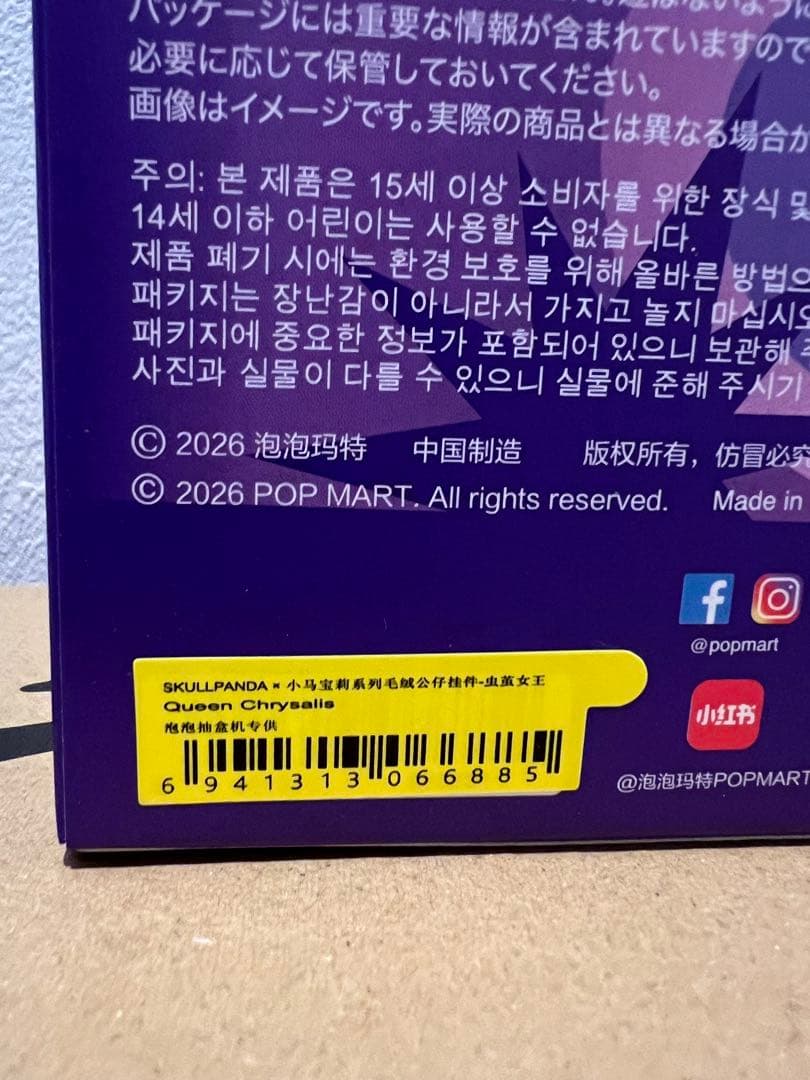 パッケージには重要な情報が含まれていますので
必要に応じて保管しておいてください。
画像はイメージです。実際の商品とは異なる場合が
주의: 본 제품은 15세 이상 소비자를 위한 장식 및
14세 이하 어린이는 사용할 수 없습니다.
제품 폐기 시에는 환경 보호를 위해 올바른 방법으
패키지는 장난감이 아니라서 가지고 놀지 마십시오
패키지에 중요한 정보가 포함되어 있으니 보관해
사진과 실물이 다를 수 있으니 실물에 준해 주시기
© 2026 泡泡玛特 中国制造 版权所有，仿冒必究
© 2026 POP MART. All rights reserved. Made in
@popmart
SKULLPANDA × 小马宝莉系列毛绒公仔挂件-虫茧女王
Queen Chrysalis
泡泡抽盒机专供
6 941313 066885
小红书
@泡泡玛特POPMART